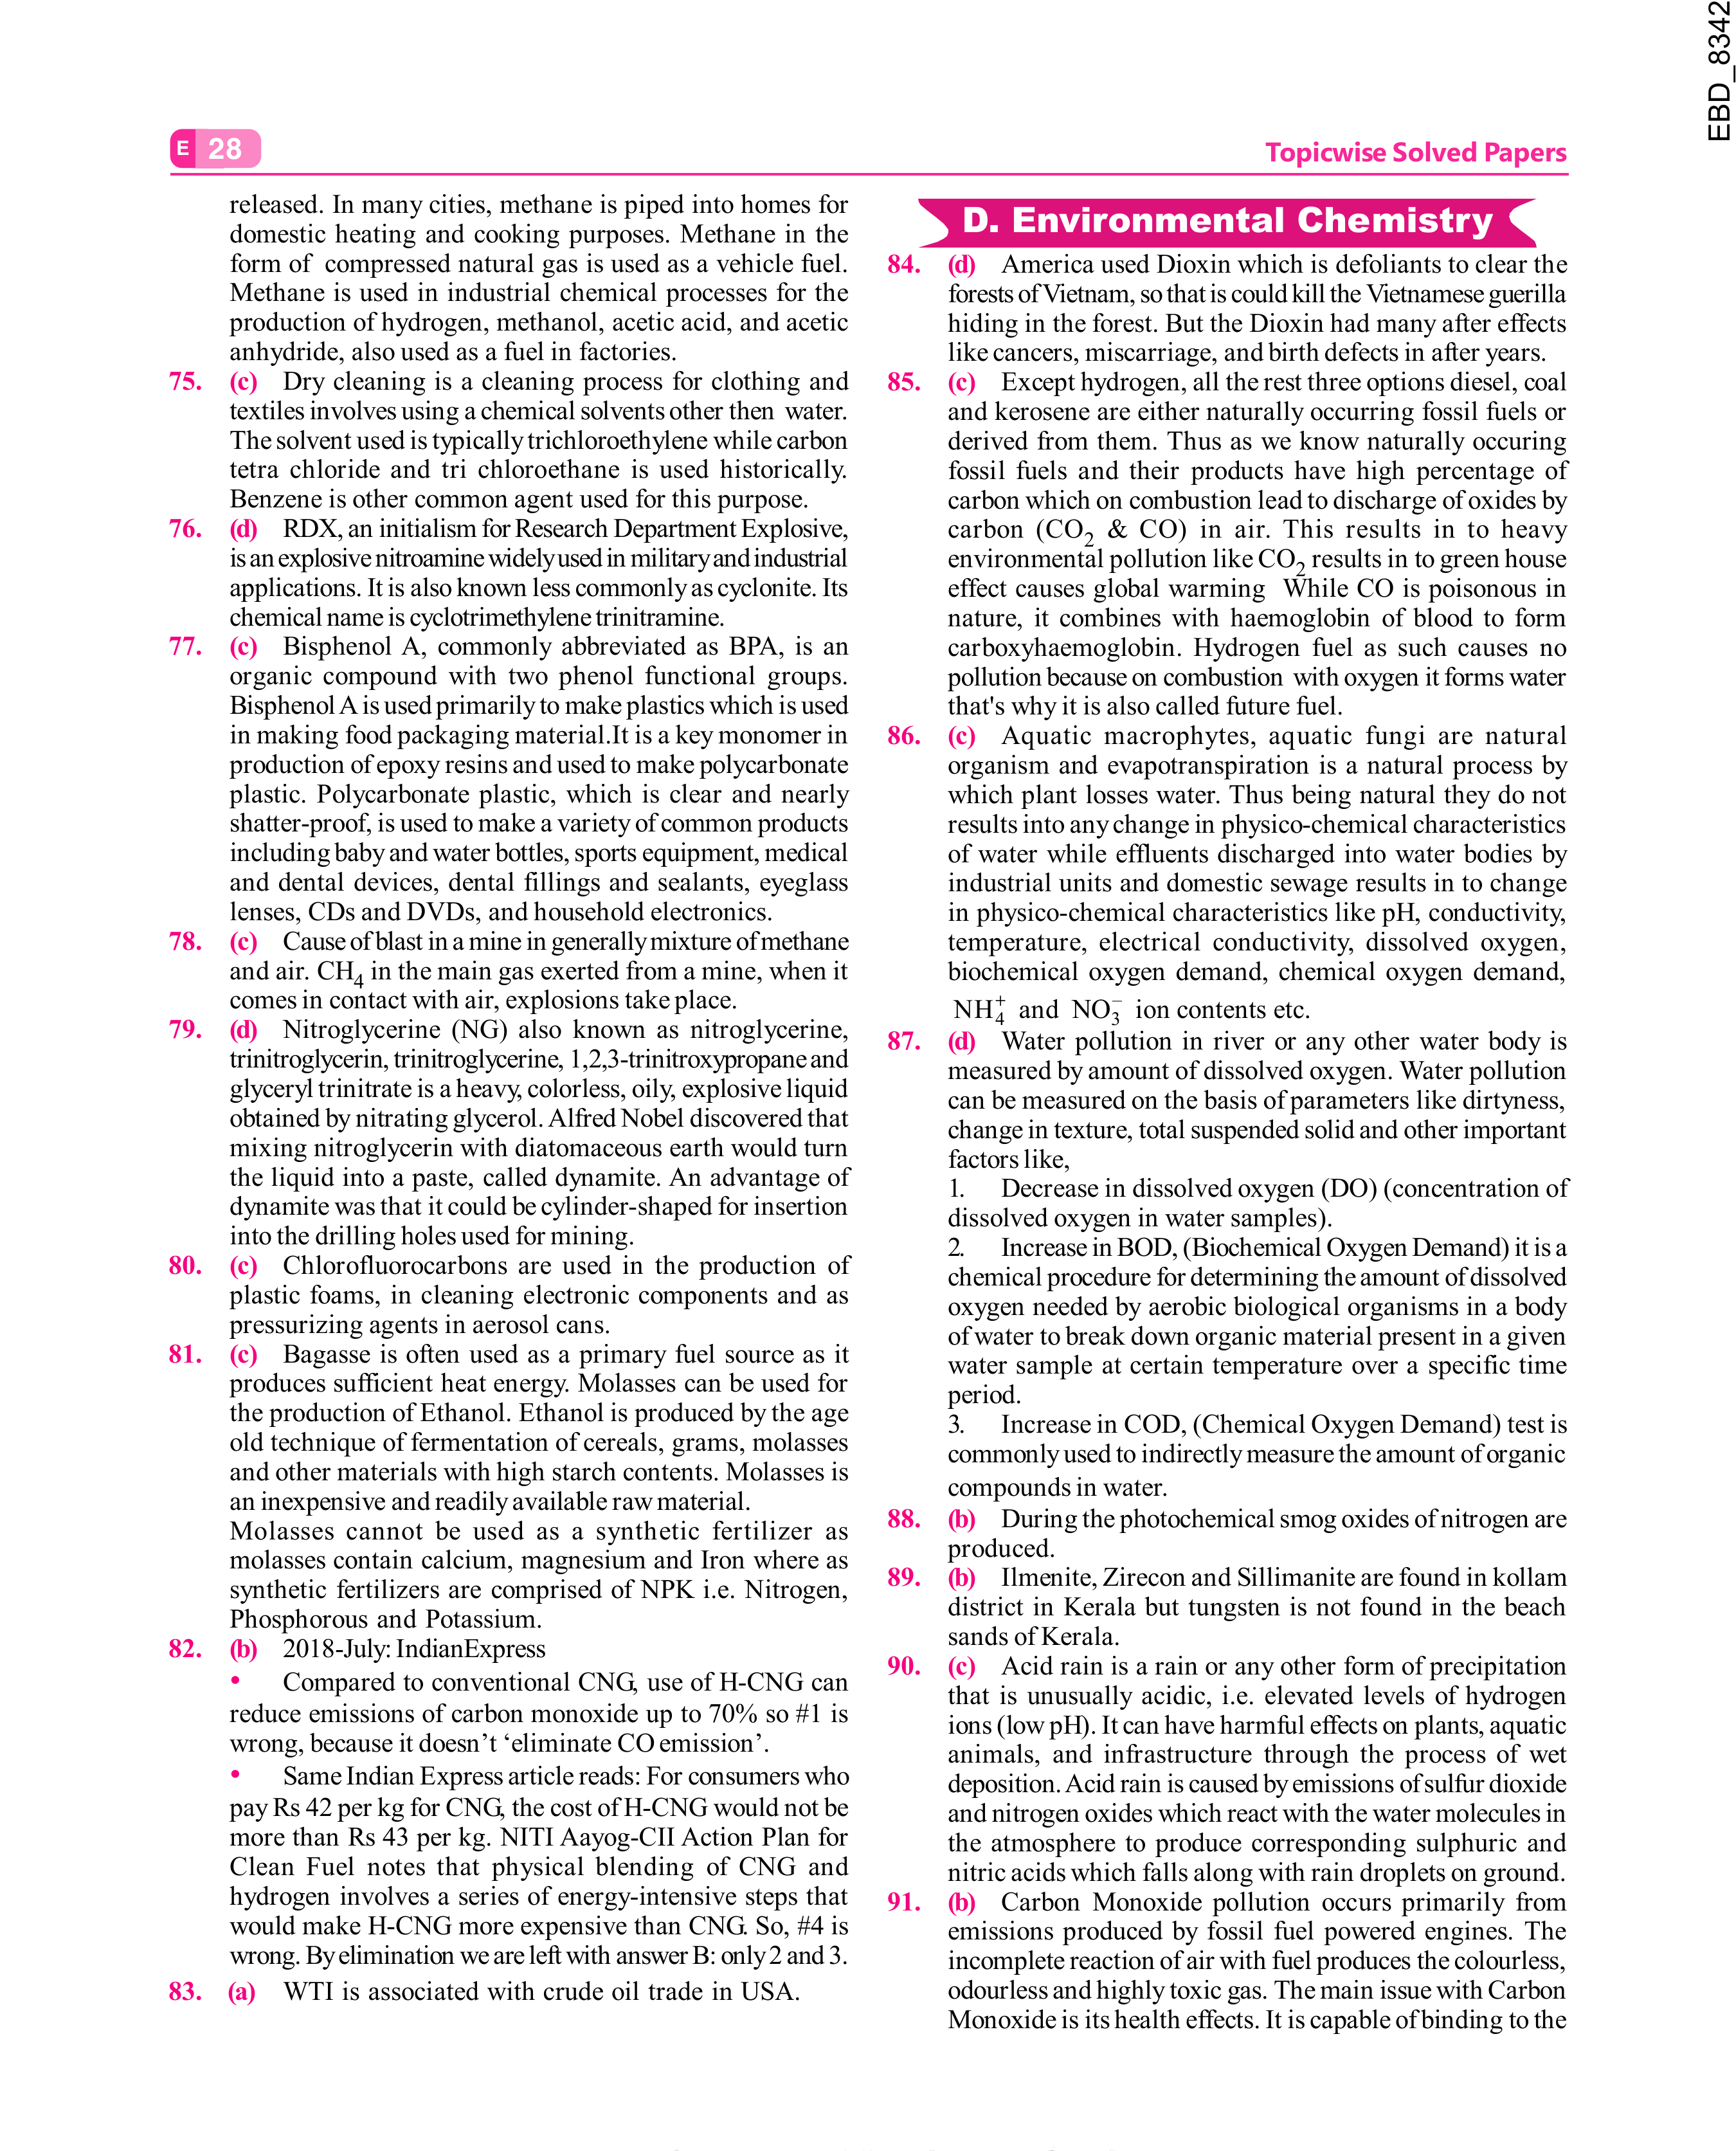 EBD_8342
E 28
Topicwise Solved Papers
released. In many cities, methane is piped into homes for
domestic heating and cooking purposes. Methane in the
form of compressed natural gas is used as a vehicle fuel.
Methane is used in industrial chemical processes for the
production of hydrogen, methanol, acetic acid, and acetic
anhydride, also used as a fuel in factories.
75. (c) Dry cleaning is a cleaning process for clothing and
textiles involves using a chemical solvents other then water.
The solvent used is typically trichloroethylene while carbon
tetra chloride and tri chloroethane is used historically.
Benzene is other common agent used for this purpose.
76. (d) RDX, an initialism for Research Department Explosive,
is an explosive nitroamine widely used in military and industrial
applications. It is also known less commonly as cyclonite. Its
chemical name is cyclotrimethylene trinitramine.
77. (c) Bisphenol A, commonly abbreviated as BPA, is an
organic compound with two phenol functional groups.
Bisphenol A is used primarily to make plastics which is used
in making food packaging material.It is a key monomer in
production of epoxy resins and used to make polycarbonate
plastic. Polycarbonate plastic, which is clear and nearly
shatter-proof, is used to make a variety of common products
including baby and water bottles, sports equipment, medical
and dental devices, dental fillings and sealants, eyeglass
lenses, CDs and DVDs, and household electronics.
78. (c) Cause of blast in a mine in generally mixture of methane
and air. CH₄ in the main gas exerted from a mine, when it
comes in contact with air, explosions take place.
79. (d) Nitroglycerine (NG) also known as nitroglycerine,
trinitroglycerin, trinitroglycerine, 1,2,3-trinitroxypropane and
glyceryl trinitrate is a heavy, colorless, oily, explosive liquid
obtained by nitrating glycerol. Alfred Nobel discovered that
mixing nitroglycerin with diatomaceous earth would turn
the liquid into a paste, called dynamite. An advantage of
dynamite was that it could be cylinder-shaped for insertion
into the drilling holes used for mining.
80. (c) Chlorofluorocarbons are used in the production of
plastic foams, in cleaning electronic components and as
pressurizing agents in aerosol cans.
81. (c) Bagasse is often used as a primary fuel source as it
produces sufficient heat energy. Molasses can be used for
the production of Ethanol. Ethanol is produced by the age
old technique of fermentation of cereals, grams, molasses
and other materials with high starch contents. Molasses is
an inexpensive and readily available raw material.
Molasses cannot be used as a synthetic fertilizer as
molasses contain calcium, magnesium and Iron where as
synthetic fertilizers are comprised of NPK i.e. Nitrogen,
Phosphorous and Potassium.
82. (b) 2018-July: IndianExpress
• Compared to conventional CNG, use of H-CNG can
reduce emissions of carbon monoxide up to 70% so #1 is
wrong, because it doesn’t ‘eliminate CO emission’.
• Same Indian Express article reads: For consumers who
pay Rs 42 per kg for CNG, the cost of H-CNG would not be
more than Rs 43 per kg. NITI Aayog-CII Action Plan for
Clean Fuel notes that physical blending of CNG and
hydrogen involves a series of energy-intensive steps that
would make H-CNG more expensive than CNG. So, #4 is
wrong. By elimination we are left with answer B: only 2 and 3.
83. (a) WTI is associated with crude oil trade in USA.
D. Environmental Chemistry
84. (d) America used Dioxin which is defoliants to clear the
forests of Vietnam, so that is could kill the Vietnamese guerilla
hiding in the forest. But the Dioxin had many after effects
like cancers, miscarriage, and birth defects in after years.
85. (c) Except hydrogen, all the rest three options diesel, coal
and kerosene are either naturally occurring fossil fuels or
derived from them. Thus as we know naturally occuring
fossil fuels and their products have high percentage of
carbon which on combustion lead to discharge of oxides by
carbon (CO₂ & CO) in air. This results in to heavy
environmental pollution like CO₂ results in to green house
effect causes global warming While CO is poisonous in
nature, it combines with haemoglobin of blood to form
carboxyhaemoglobin. Hydrogen fuel as such causes no
pollution because on combustion with oxygen it forms water
that's why it is also called future fuel.
86. (c) Aquatic macrophytes, aquatic fungi are natural
organism and evapotranspiration is a natural process by
which plant losses water. Thus being natural they do not
results into any change in physico-chemical characteristics
of water while effluents discharged into water bodies by
industrial units and domestic sewage results in to change
in physico-chemical characteristics like pH, conductivity,
temperature, electrical conductivity, dissolved oxygen,
biochemical oxygen demand, chemical oxygen demand,
NH₄⁺ and NO₃⁻ ion contents etc.
87. (d) Water pollution in river or any other water body is
measured by amount of dissolved oxygen. Water pollution
can be measured on the basis of parameters like dirtyness,
change in texture, total suspended solid and other important
factors like,
1. Decrease in dissolved oxygen (DO) (concentration of
dissolved oxygen in water samples).
2. Increase in BOD, (Biochemical Oxygen Demand) it is a
chemical procedure for determining the amount of dissolved
oxygen needed by aerobic biological organisms in a body
of water to break down organic material present in a given
water sample at certain temperature over a specific time
period.
3. Increase in COD, (Chemical Oxygen Demand) test is
commonly used to indirectly measure the amount of organic
compounds in water.
88. (b) During the photochemical smog oxides of nitrogen are
produced.
89. (b) Ilmenite, Zirecon and Sillimanite are found in kollam
district in Kerala but tungsten is not found in the beach
sands of Kerala.
90. (c) Acid rain is a rain or any other form of precipitation
that is unusually acidic, i.e. elevated levels of hydrogen
ions (low pH). It can have harmful effects on plants, aquatic
animals, and infrastructure through the process of wet
deposition. Acid rain is caused by emissions of sulfur dioxide
and nitrogen oxides which react with the water molecules in
the atmosphere to produce corresponding sulphuric and
nitric acids which falls along with rain droplets on ground.
91. (b) Carbon Monoxide pollution occurs primarily from
emissions produced by fossil fuel powered engines. The
incomplete reaction of air with fuel produces the colourless,
odourless and highly toxic gas. The main issue with Carbon
Monoxide is its health effects. It is capable of binding to the